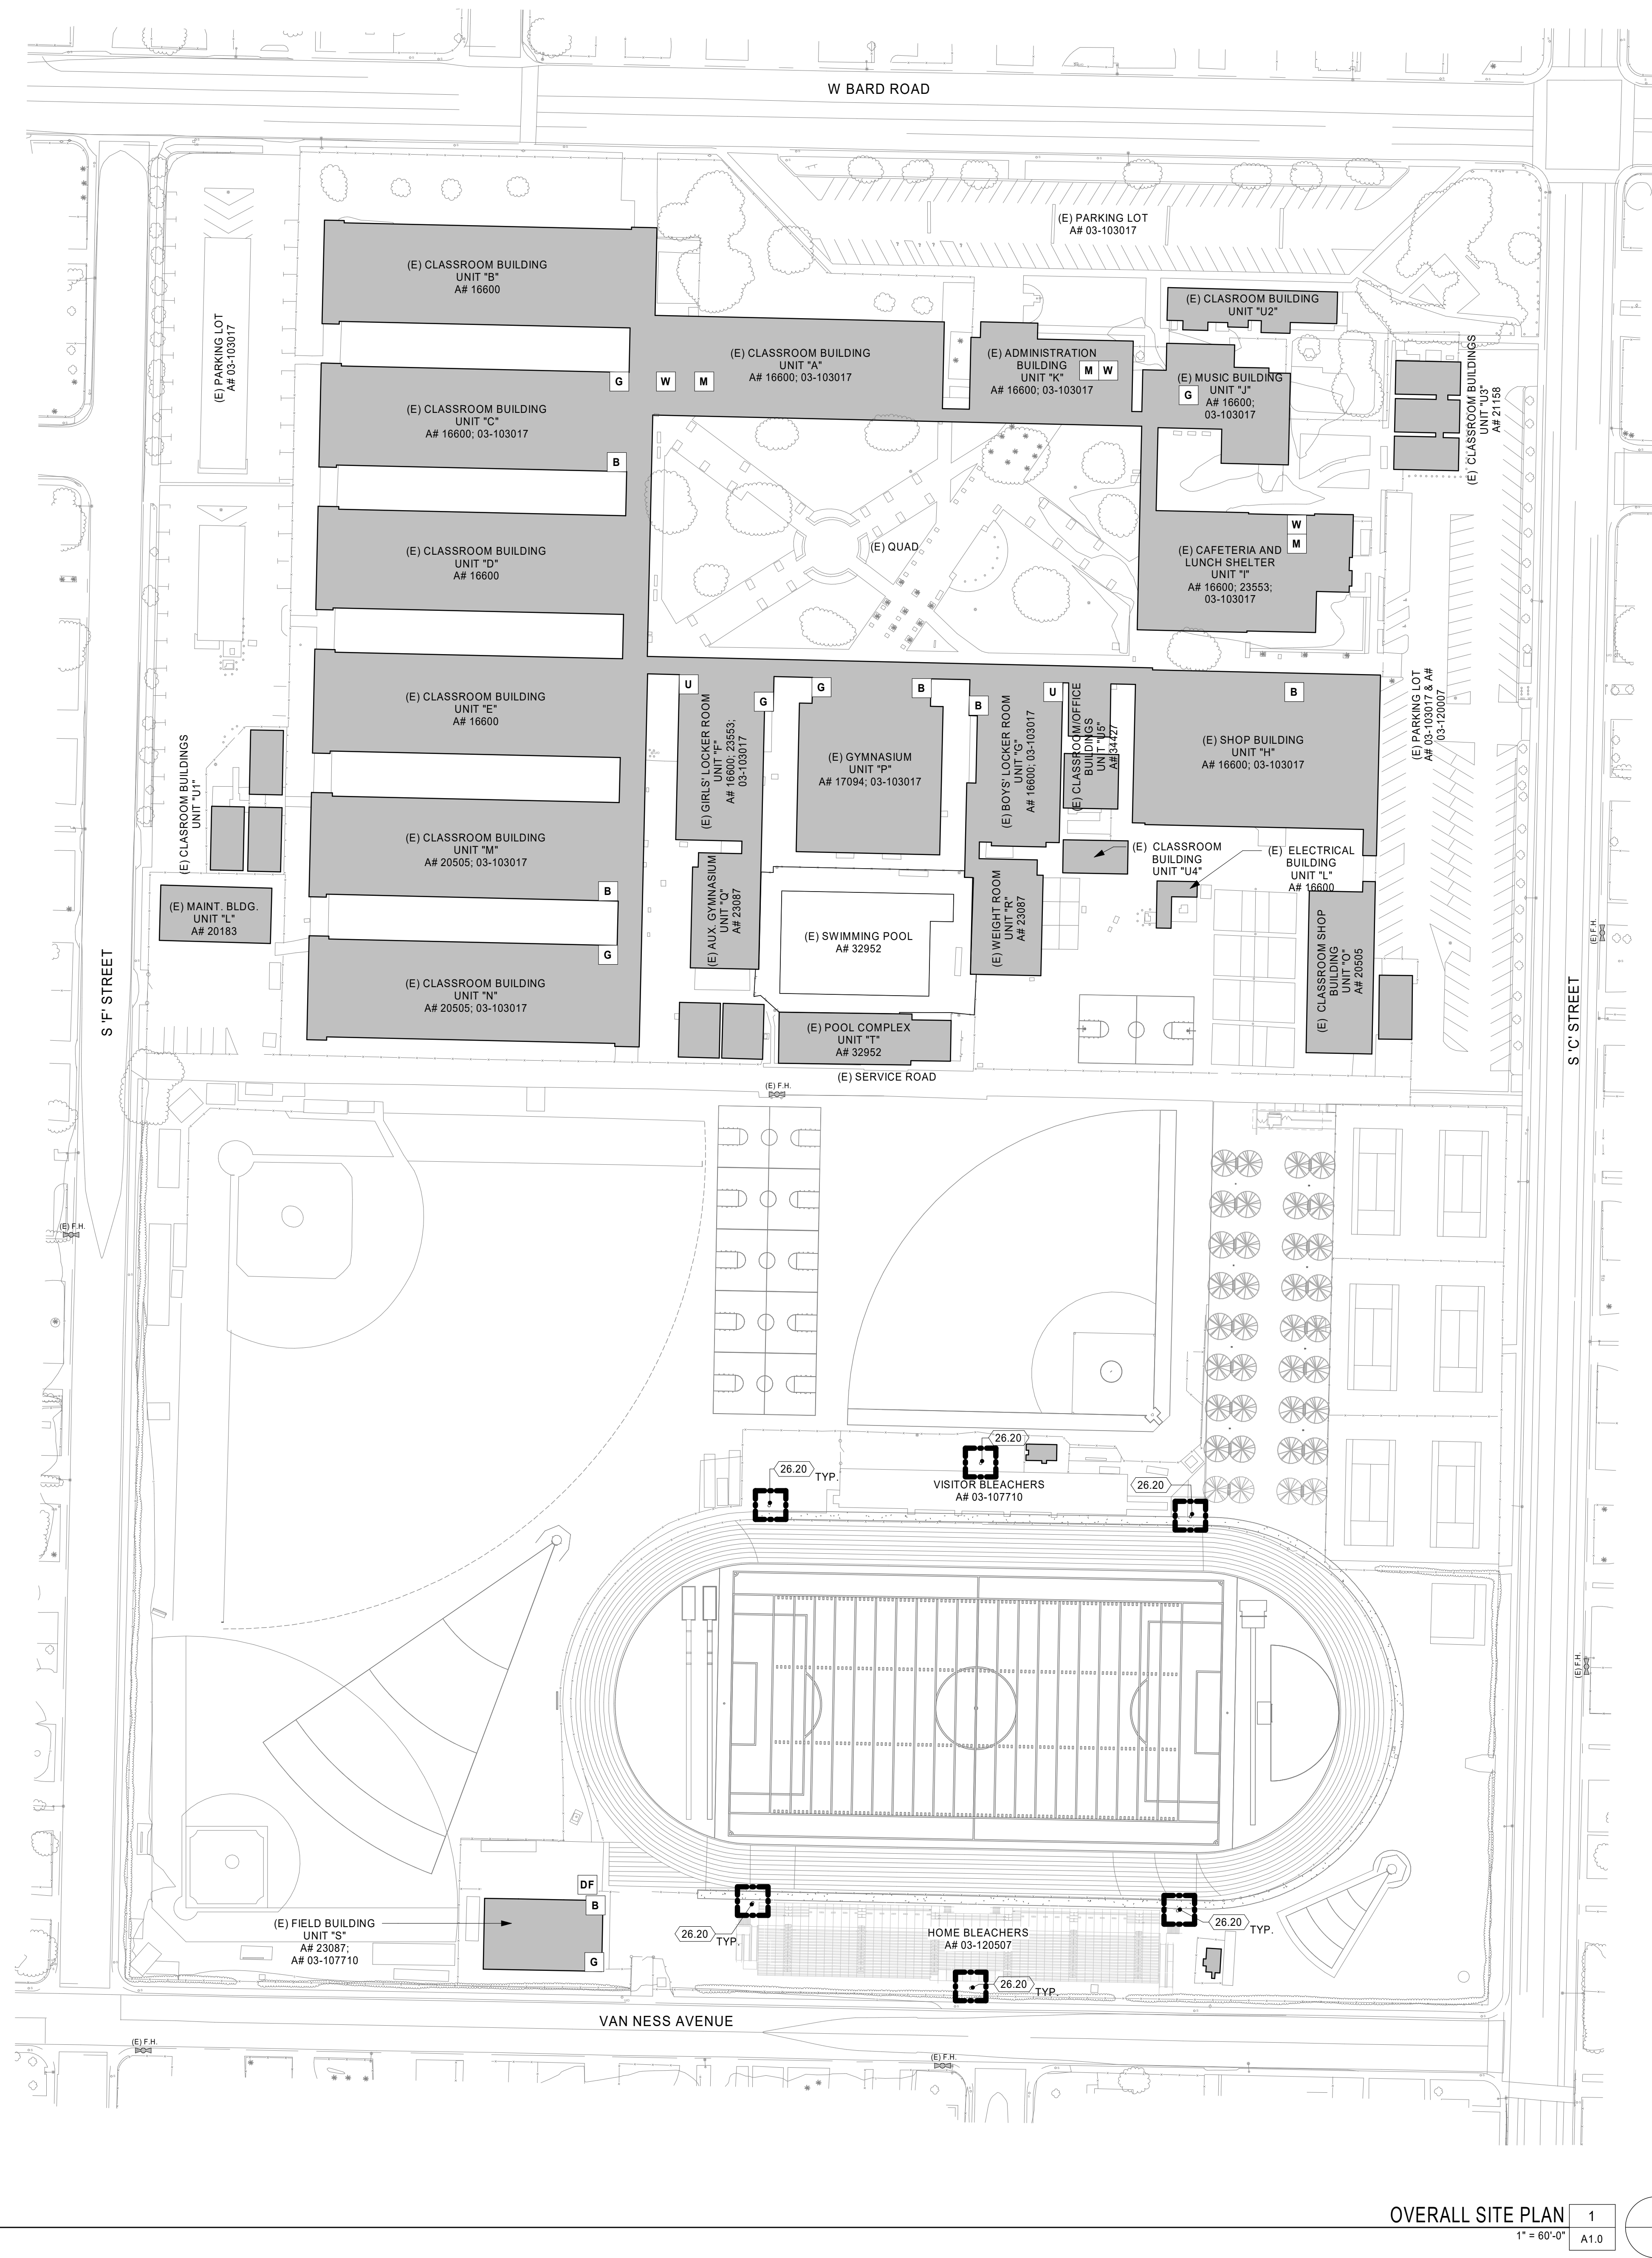 W BARD ROAD
(E) PARKING LOT
A# 03-103017
(E) CLASSROOM BUILDING
UNIT "B"
A# 16600
(E) PARKING LOT
A# 03-103017
(E) CLASROOM BUILDING
UNIT "U2"
(E) CLASSROOM BUILDING
UNIT "A"
A# 16600; 03-103017
(E) ADMINISTRATION
BUILDING
UNIT "K"
A# 16600; 03-103017
M W
(E) MUSIC BUILDING
UNIT "J"
A# 16600;
03-103017
G
(E) CLASSROOM BUILDINGS
UNIT "U3"
A# 21158
G
W
M
(E) CLASSROOM BUILDING
UNIT "C"
A# 16600; 03-103017
B
(E) CLASSROOM BUILDING
UNIT "D"
A# 16600
(E) QUAD
W
M
(E) CAFETERIA AND
LUNCH SHELTER
UNIT "I"
A# 16600; 23553;
03-103017
(E) CLASSROOM BUILDING
UNIT "E"
A# 16600
U
(E) GIRLS' LOCKER ROOM
UNIT "F"
A# 16600; 23553;
03-103017
G
G
B
(E) GYMNASIUM
UNIT "P"
A# 17094; 03-103017
B
(E) BOYS' LOCKER ROOM
UNIT "G"
A# 16600; 03-103017
U
(E) CLASSROOM/OFFICE
BUILDINGS
UNIT "U5"
A# 34427
B
(E) SHOP BUILDING
UNIT "H"
A# 16600; 03-103017
(E) PARKING LOT
A# 03-103017 & A#
03-120007
(E) CLASROOM BUILDINGS
UNIT "U1"
(E) CLASSROOM BUILDING
UNIT "M"
A# 20505; 03-103017
B
(E) CLASSROOM
BUILDING
UNIT "U4"
(E) ELECTRICAL
BUILDING
UNIT "L"
A# 16600
(E) MAINT. BLDG.
UNIT "L"
A# 20183
(E) AUX. GYMNASIUM
UNIT "Q"
A# 23087
(E) SWIMMING POOL
A# 32952
(E) WEIGHT ROOM
UNIT "R"
A# 23087
(E) CLASSROOM SHOP
BUILDING
UNIT "O"
A# 20505
(E) F.H.
G
(E) CLASSROOM BUILDING
UNIT "N"
A# 20505; 03-103017
S 'F' STREET
S 'C' STREET
(E) POOL COMPLEX
UNIT "T"
A# 32952
(E) SERVICE ROAD
(E) F.H.
(E) F.H.
26.20
26.20
TYP.
VISITOR BLEACHERS
A# 03-107710
26.20
(E) F.H.
DF
B
(E) FIELD BUILDING
UNIT "S"
A# 23087;
A# 03-107710
G
26.20
TYP.
HOME BLEACHERS
A# 03-120507
26.20
TYP.
26.20
TYP.
VAN NESS AVENUE
(E) F.H.
(E) F.H.
OVERALL SITE PLAN
1
1" = 60'-0"
A1.0